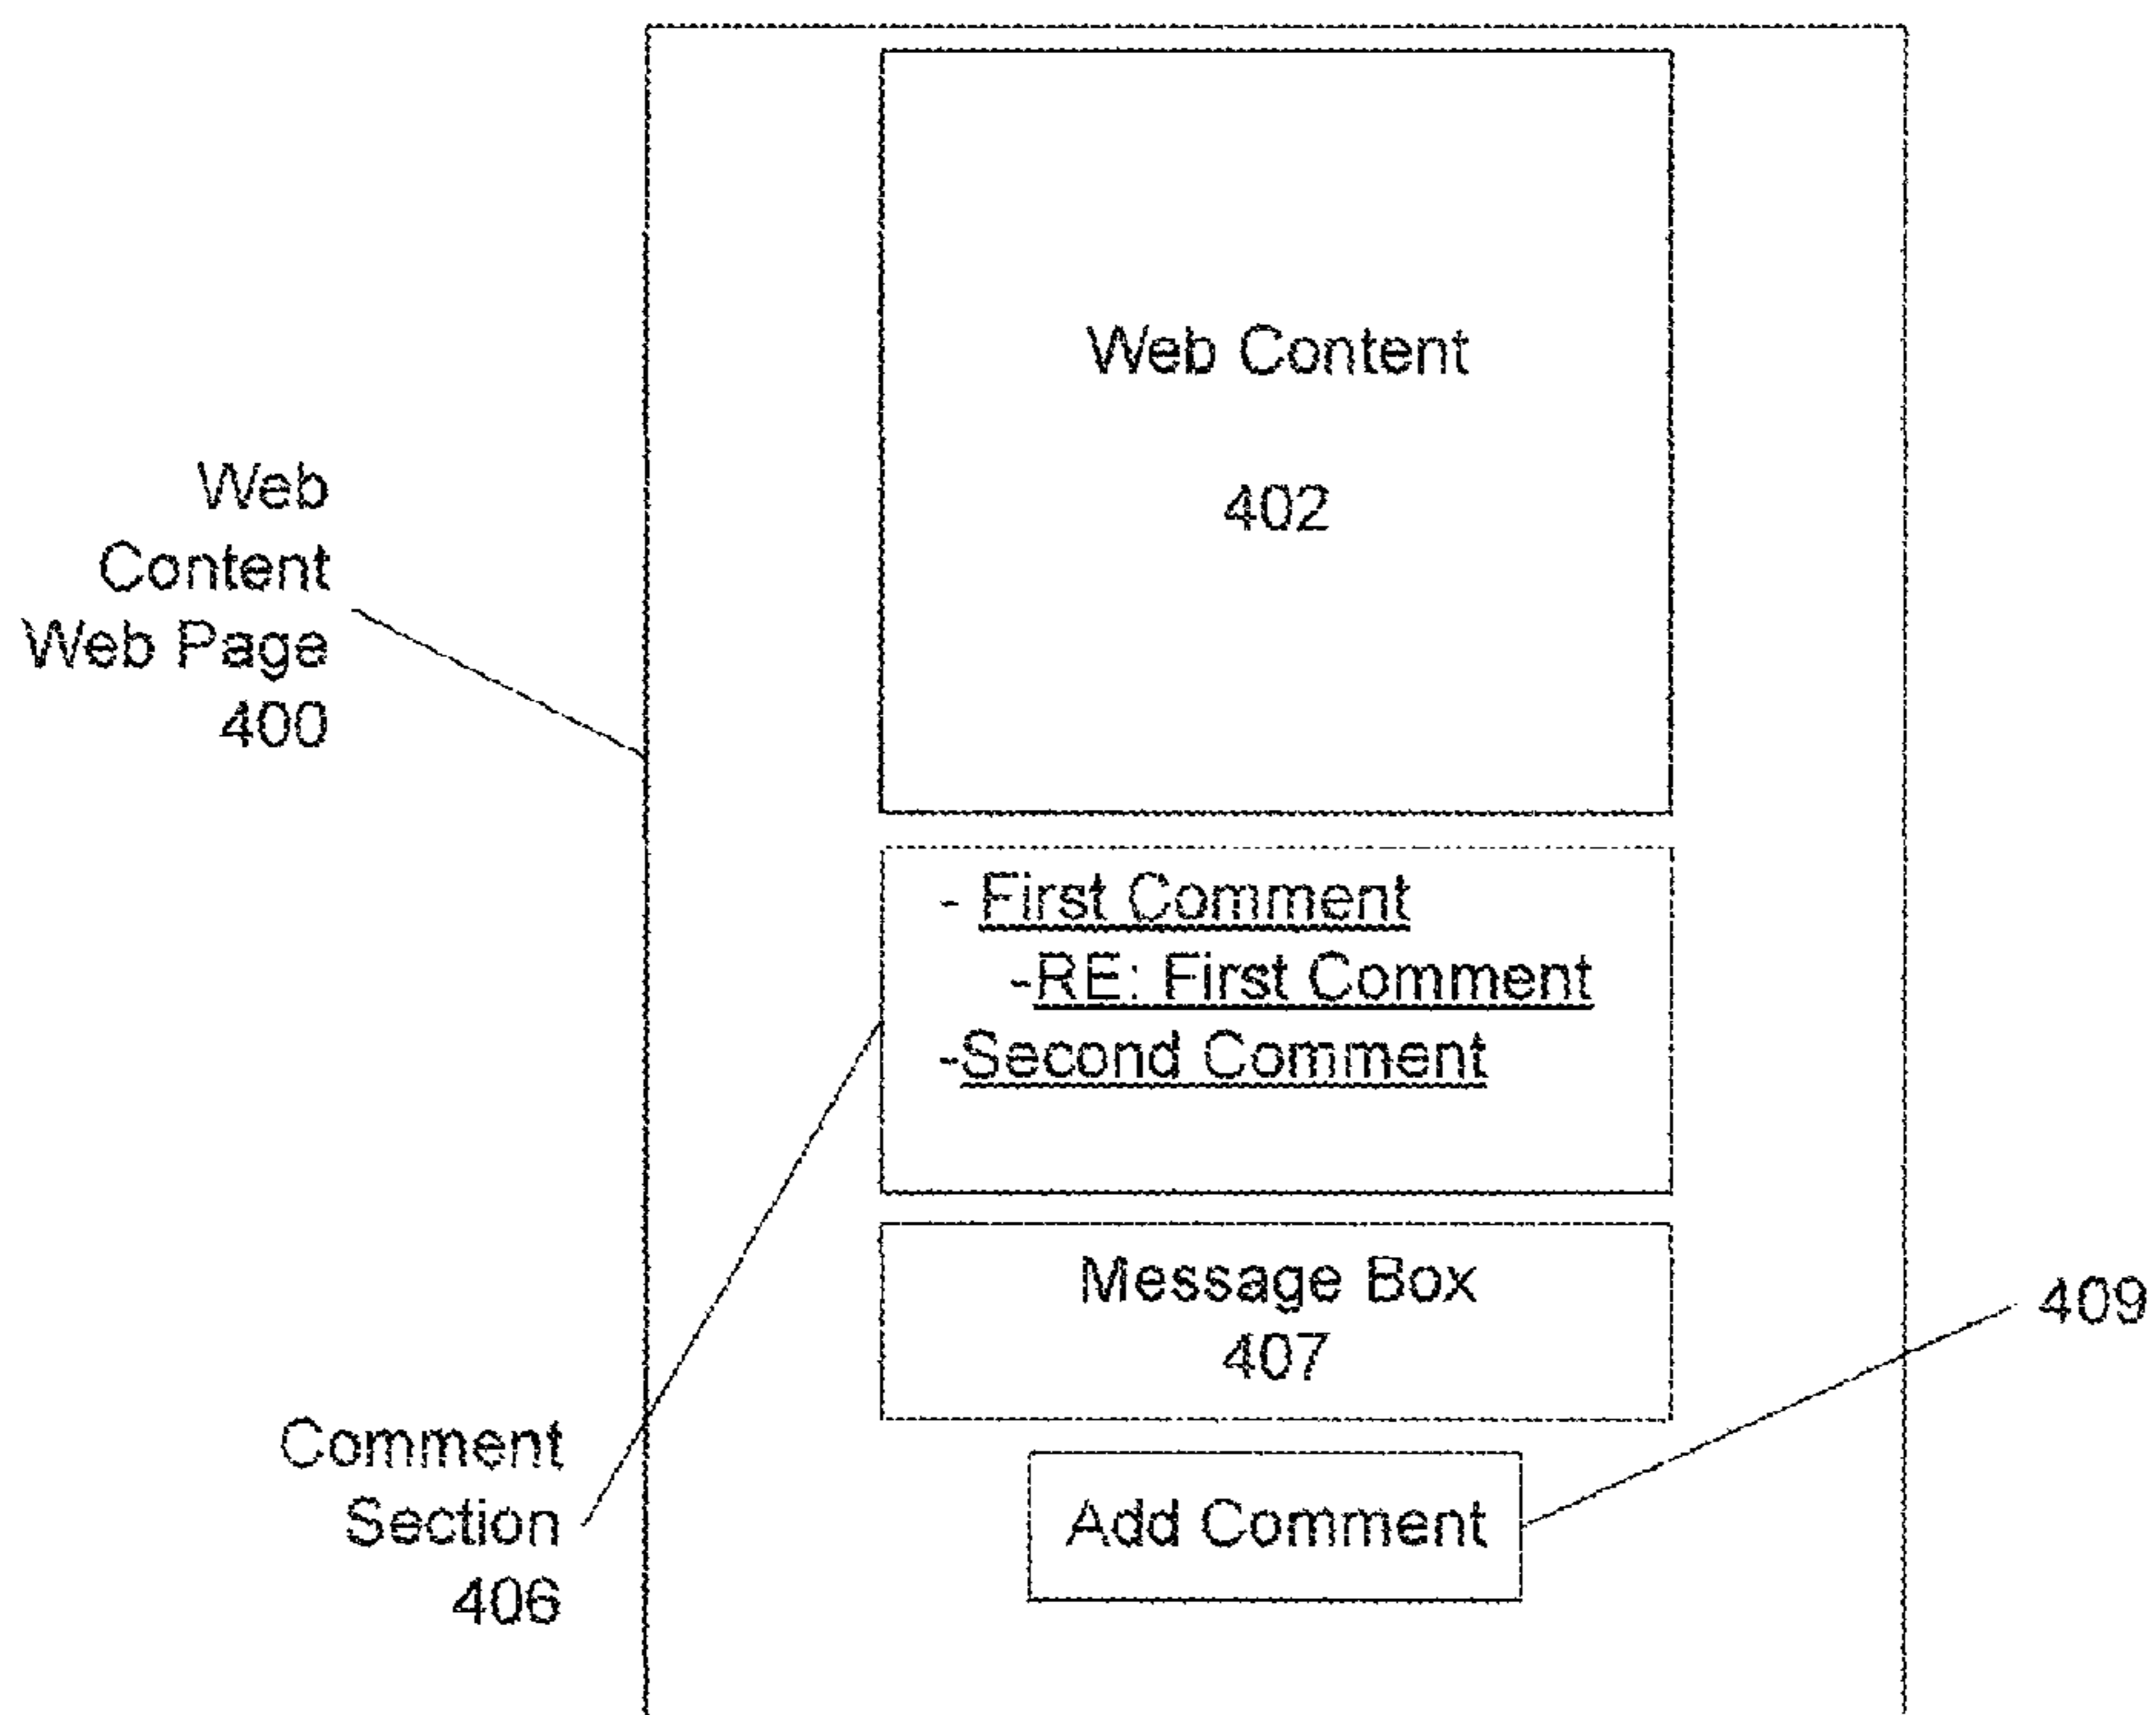 Web Content
402
Web
Content
Web Page
400
- First Comment
-RE: First Comment
-Second Comment
Message Box
407
409
Comment
Section
406
Add Comment